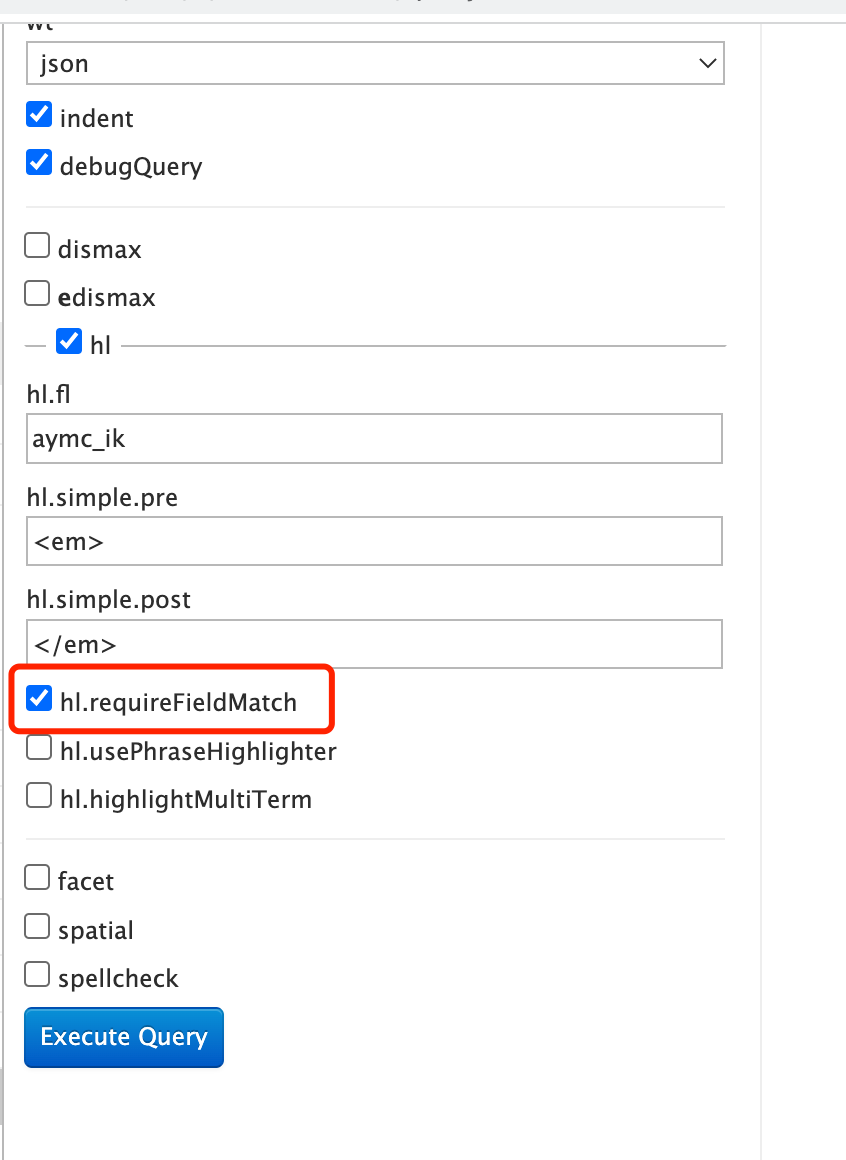 wt
json
indent
debugQuery
dismax
edismax
hl
hl.fl
aymc_ik
hl.simple.pre
<em>
hl.simple.post
</em>
hl.requireFieldMatch
hl.usePhraseHighlighter
hl.highlightMultiTerm
facet
spatial
spellcheck
Execute Query